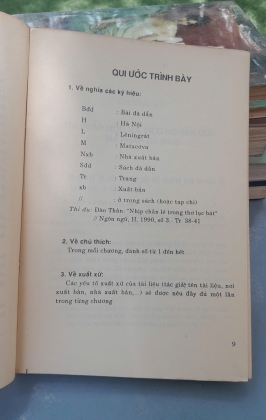 QUI ƯỚC TRÌNH BÀY
1. Về nghĩa các ký hiệu:
Bđd : Bài đã dẫn
H : Hà Nội
L : Lêningrát
M : Matxcơva
Nxb : Nhà xuất bản
Sđd : Sách đã dẫn
Tr : Trang
xb : Xuất bản
// : ở trong sách (hoặc tạp chí)
Thí dụ: Đào Thản: "Nhịp chẵn lẻ trong thơ lục bát"
// Ngôn ngữ, H, 1990, số 3 - Tr. 38-41
2. Về chú thích:
Trong mỗi chương, đánh số từ 1 đến hết
3. Về xuất xứ:
Các yếu tố xuất xứ của tài liệu (tác giả, tên tài liệu, nơi
xuất bản, nhà xuất bản,...) sẽ được nêu đầy đủ một lần
trong từng chương
9